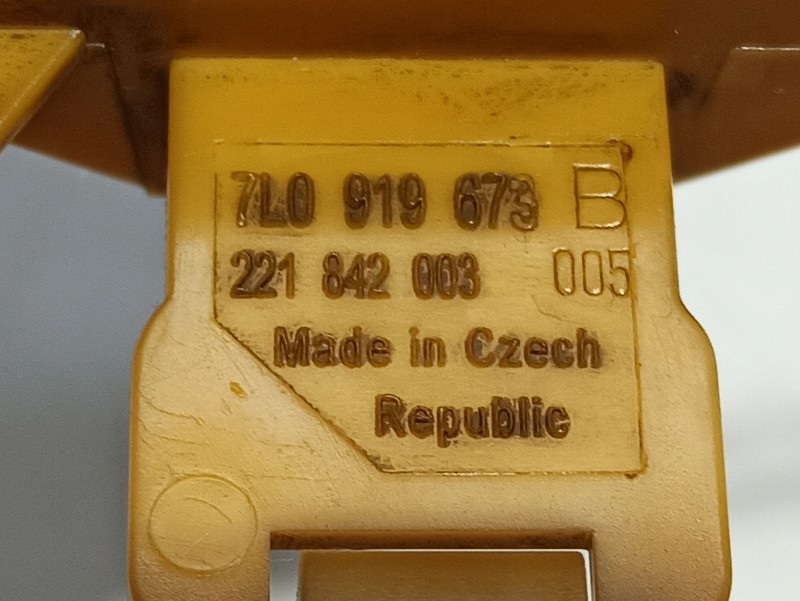 7L0 919 673 B
221 842 003 005
Made in Czech
Republic